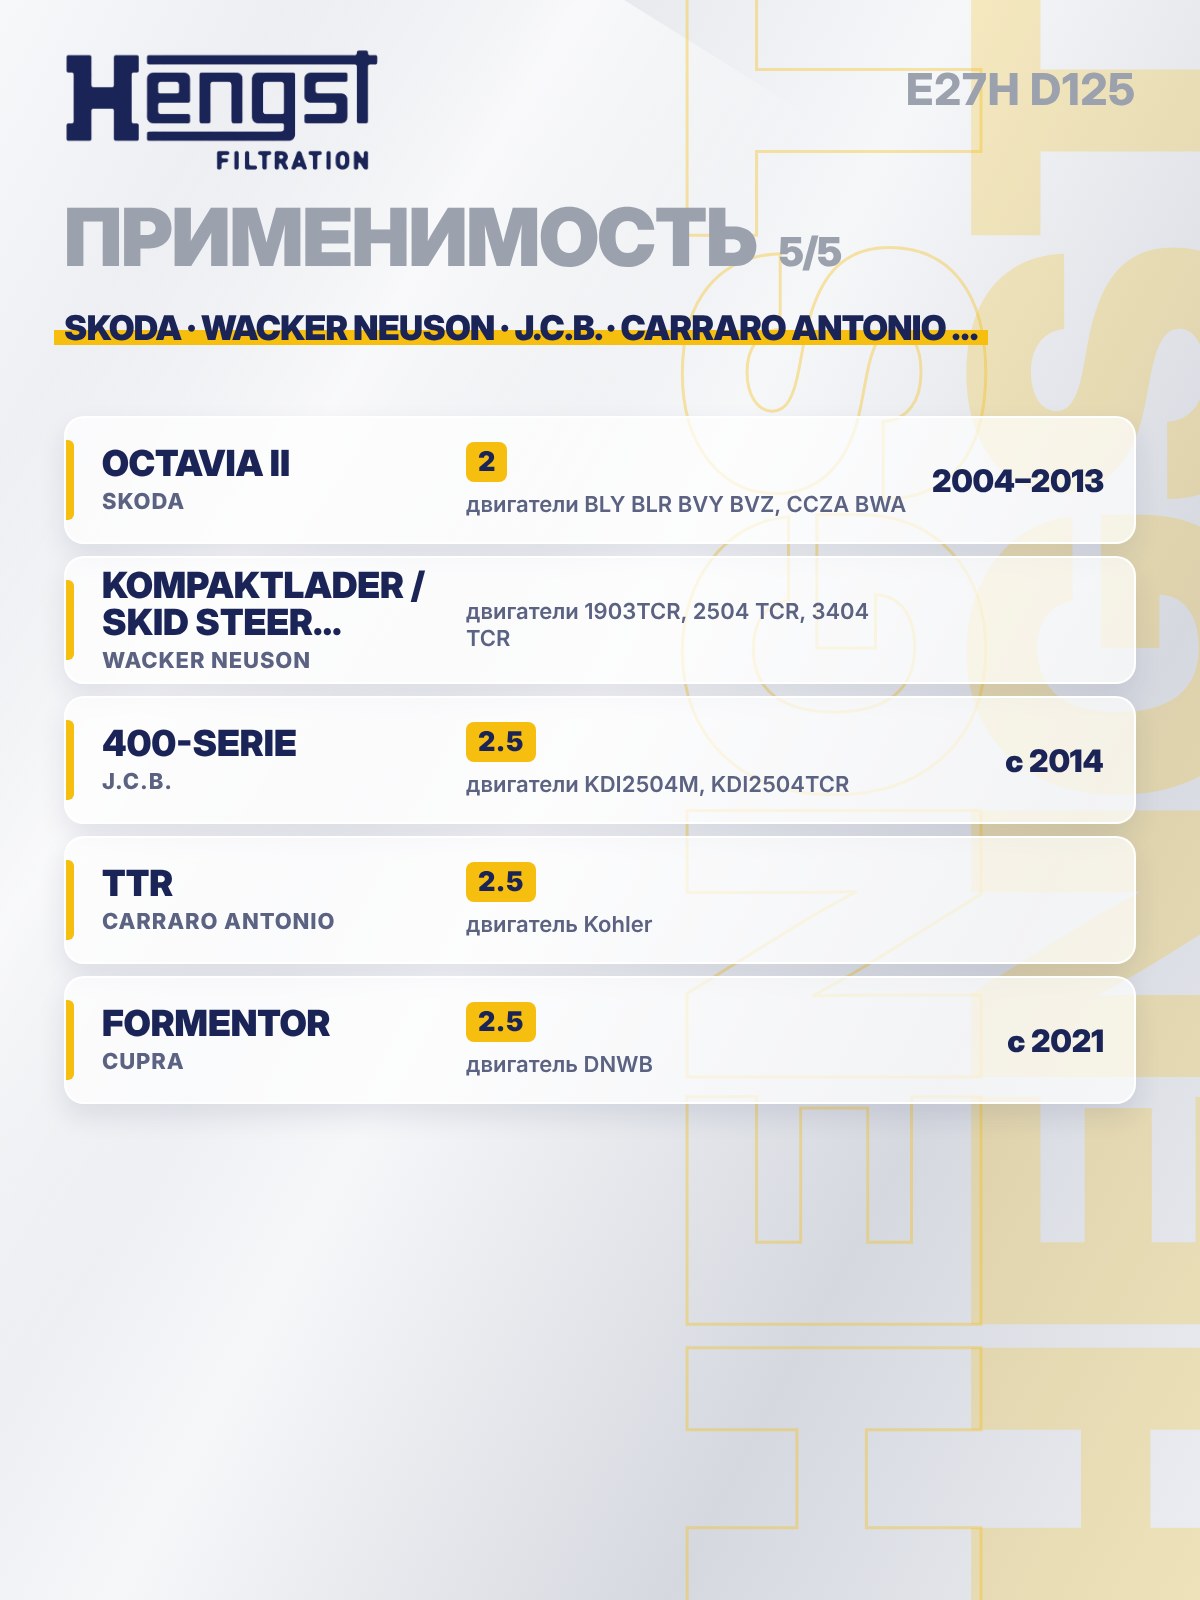 Hengst
FILTRATION
E27H D125
ПРИМЕНИМОСТЬ 5/5
SKODA · WACKER NEUSON · J.C.B. · CARRARO ANTONIO ...
OCTAVIA II
SKODA
2
двигатели BLY BLR BVY BVZ, CCZA BWA
2004–2013
KOMPAKTLADER /
SKID STEER...
WACKER NEUSON
двигатели 1903TCR, 2504 TCR, 3404
TCR
400-SERIE
J.C.B.
2.5
двигатели KDI2504M, KDI2504TCR
с 2014
TTR
CARRARO ANTONIO
2.5
двигатель Kohler
FORMENTOR
CUPRA
2.5
двигатель DNWB
с 2021
HENGST
HENGST